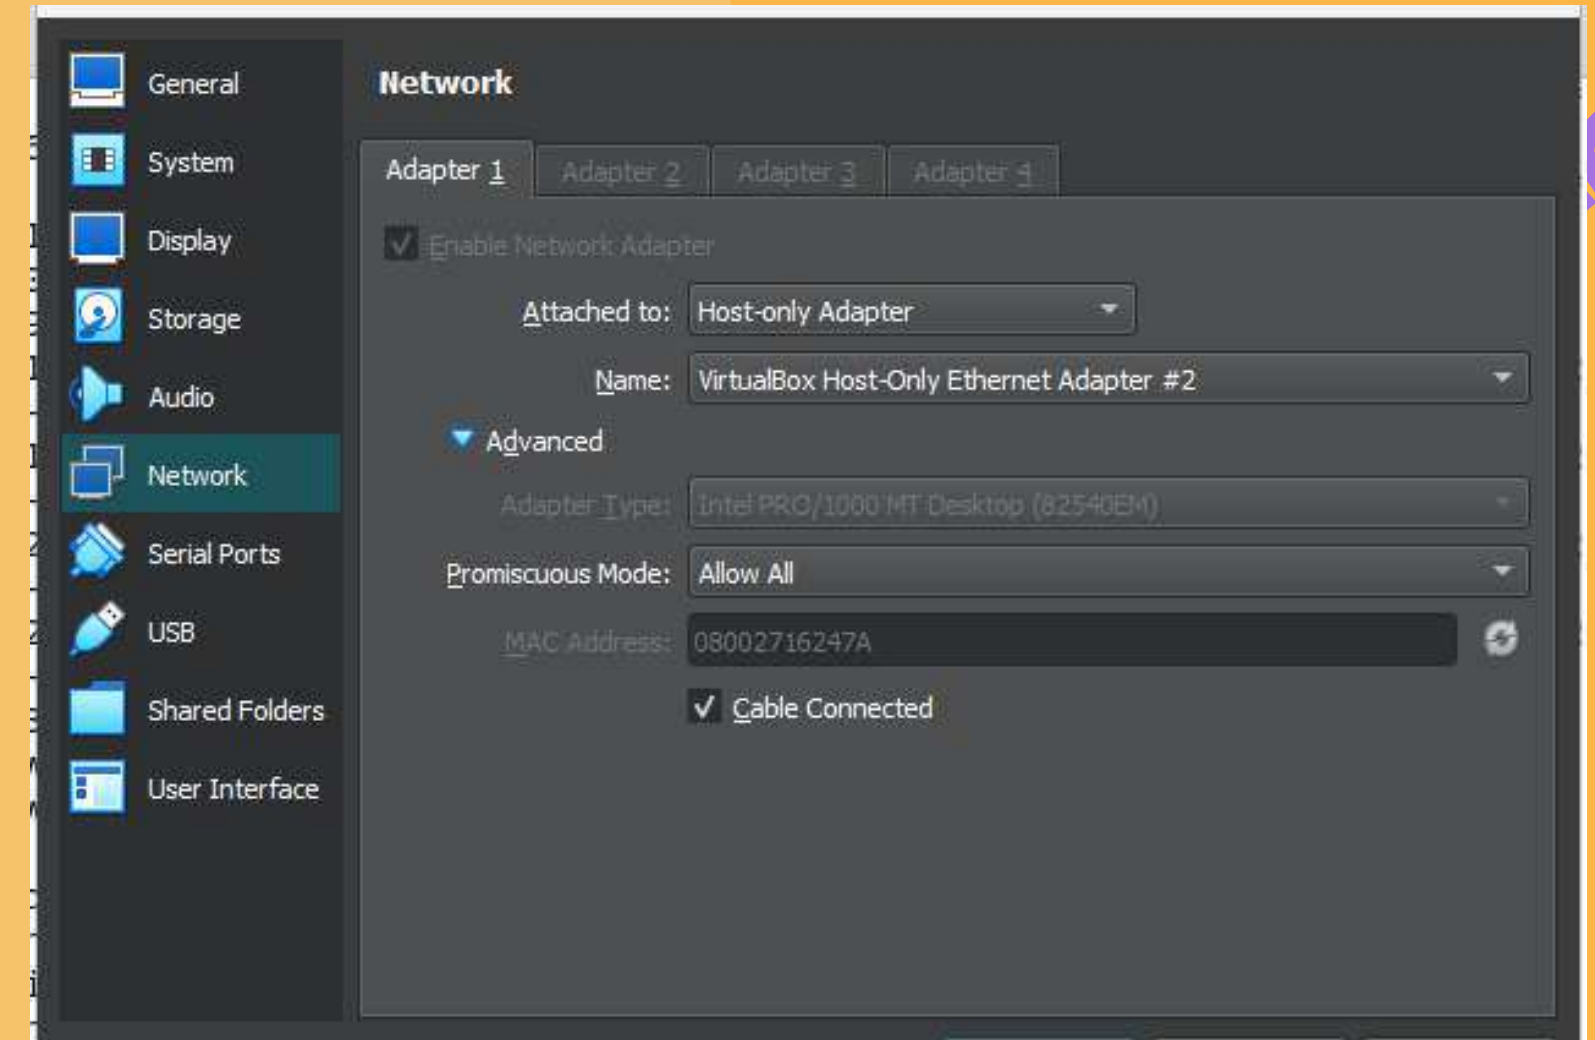 General
System
Display
Storage
Audio
Network
Serial Ports
USB
Shared Folders
User Interface
Network
Adapter 1 Adapter 2 Adapter 3 Adapter 4
Enable Network Adapter
Attached to: Host-only Adapter
Name: VirtualBox Host-Only Ethernet Adapter #2
Advanced
Adapter Type: Intel PRO/1000 MT Desktop (82540EM)
Promiscuous Mode: Allow All
MAC Address: 08002716247A
Cable Connected